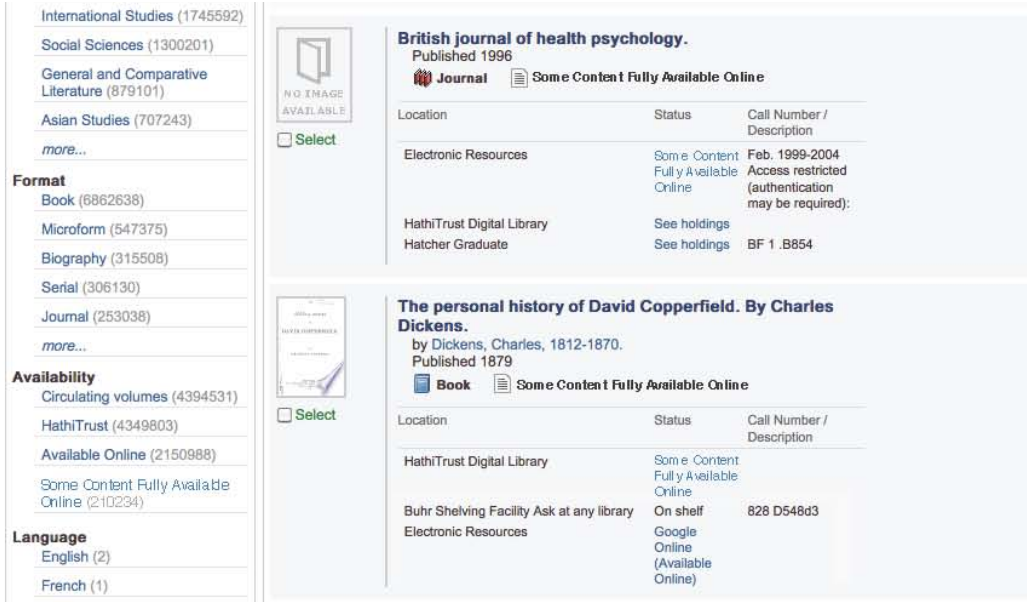 International Studies (1745592)
Social Sciences (1300201)
General and Comparative
Literature (879101)
Asian Studies (707243)
more...
Format
Book (6862638)
Microform (547375)
Biography (315508)
Serial (306130)
Journal (253038)
more...
Availability
Circulating volumes (4394531)
HathiTrust (4349803)
Available Online (2150988)
Some Content Fully Available
Online (210234)
Language
English (2)
French (1)
NO IMAGE
AVAILABLE
Select
British journal of health psychology.
Published 1996
Journal Some Content Fully Available Online
Location Status Call Number /
Description
Electronic Resources Some Content Feb. 1999-2004
Fully Available Access restricted
Online (authentication
may be required):
HathiTrust Digital Library See holdings
Hatcher Graduate See holdings BF 1 .B854
DAVID COPPERFIELD
Select
The personal history of David Copperfield. By Charles
Dickens.
by Dickens, Charles, 1812-1870.
Published 1879
Book Some Content Fully Available Online
Location Status Call Number /
Description
HathiTrust Digital Library Some Content
Fully Available
Online
Buhr Shelving Facility Ask at any library On shelf 828 D548d3
Electronic Resources Google
Online
(Available
Online)